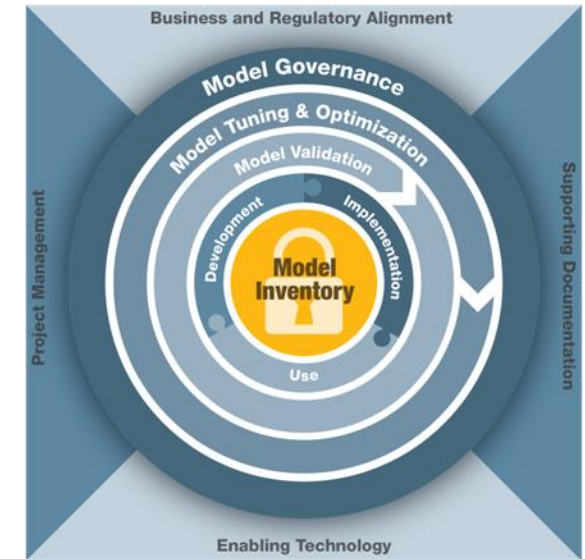 Business and Regulatory Alignment
Model Governance
Model Tuning & Optimization
Model Validation
Development
Implementation
Model
Inventory
Use
Project Management
Supporting Documentation
Enabling Technology